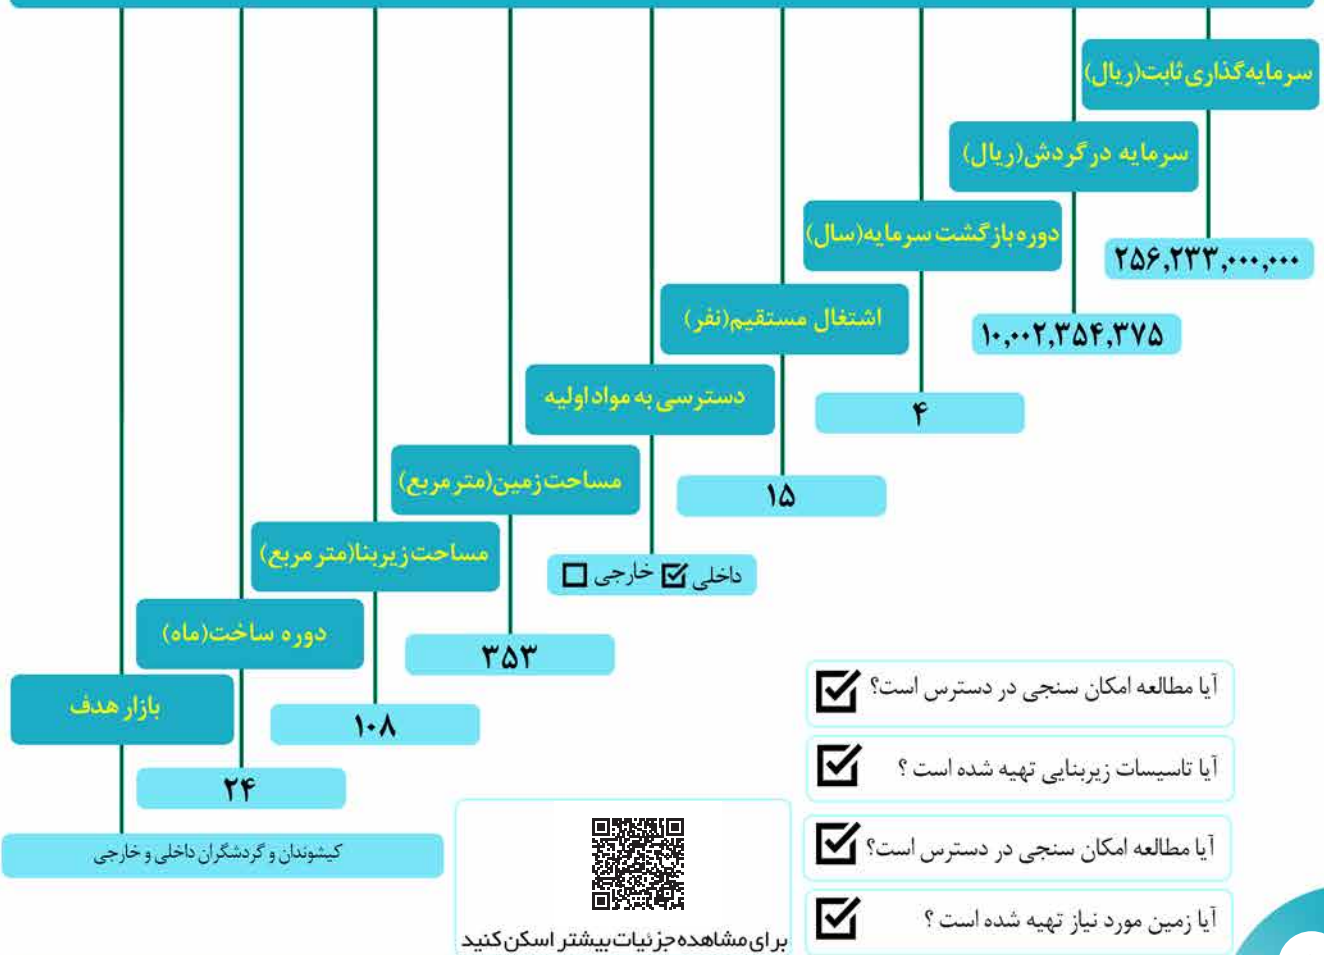 سرمایه‌گذاری ثابت(ریال)
۲۵۶,۲۳۳,۰۰۰,۰۰۰
سرمایه در گردش(ریال)
۱۰,۰۰۲,۳۵۴,۳۷۵
دوره بازگشت سرمایه(سال)
۴
اشتغال مستقیم(نفر)
۱۵
دسترسی به مواد اولیه
داخلی ☑ خارجی ☐
مساحت زمین(متر مربع)
۳۵۳
مساحت زیربنا(متر مربع)
۱۰۸
دوره ساخت(ماه)
۲۴
بازار هدف
کیشوندان و گردشگران داخلی و خارجی
آیا مطالعه امکان سنجی در دسترس است؟ ☑
آیا تاسیسات زیربنایی تهیه شده است ؟ ☑
آیا مطالعه امکان سنجی در دسترس است؟ ☑
آیا زمین مورد نیاز تهیه شده است ؟ ☑
برای مشاهده جزئیات بیشتر اسکن کنید